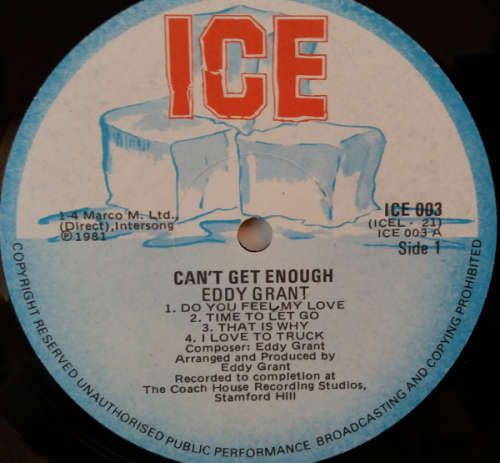 ICE
1-4 Marco M. Ltd.,
(Direct), Intersong
℗1981
ICE 003
(ICEL - 21)
ICE 003 A
Side 1
CAN'T GET ENOUGH
EDDY GRANT
1. DO YOU FEEL MY LOVE
2. TIME TO LET GO
3. THAT IS WHY
4. I LOVE TO TRUCK
Composer: Eddy Grant
Arranged and Produced by
Eddy Grant
Recorded to completion at
The Coach House Recording Studios,
Stamford Hill
COPYRIGHT RESERVED UNAUTHORISED PUBLIC PERFORMANCE BROADCASTING AND COPYING PROHIBITED